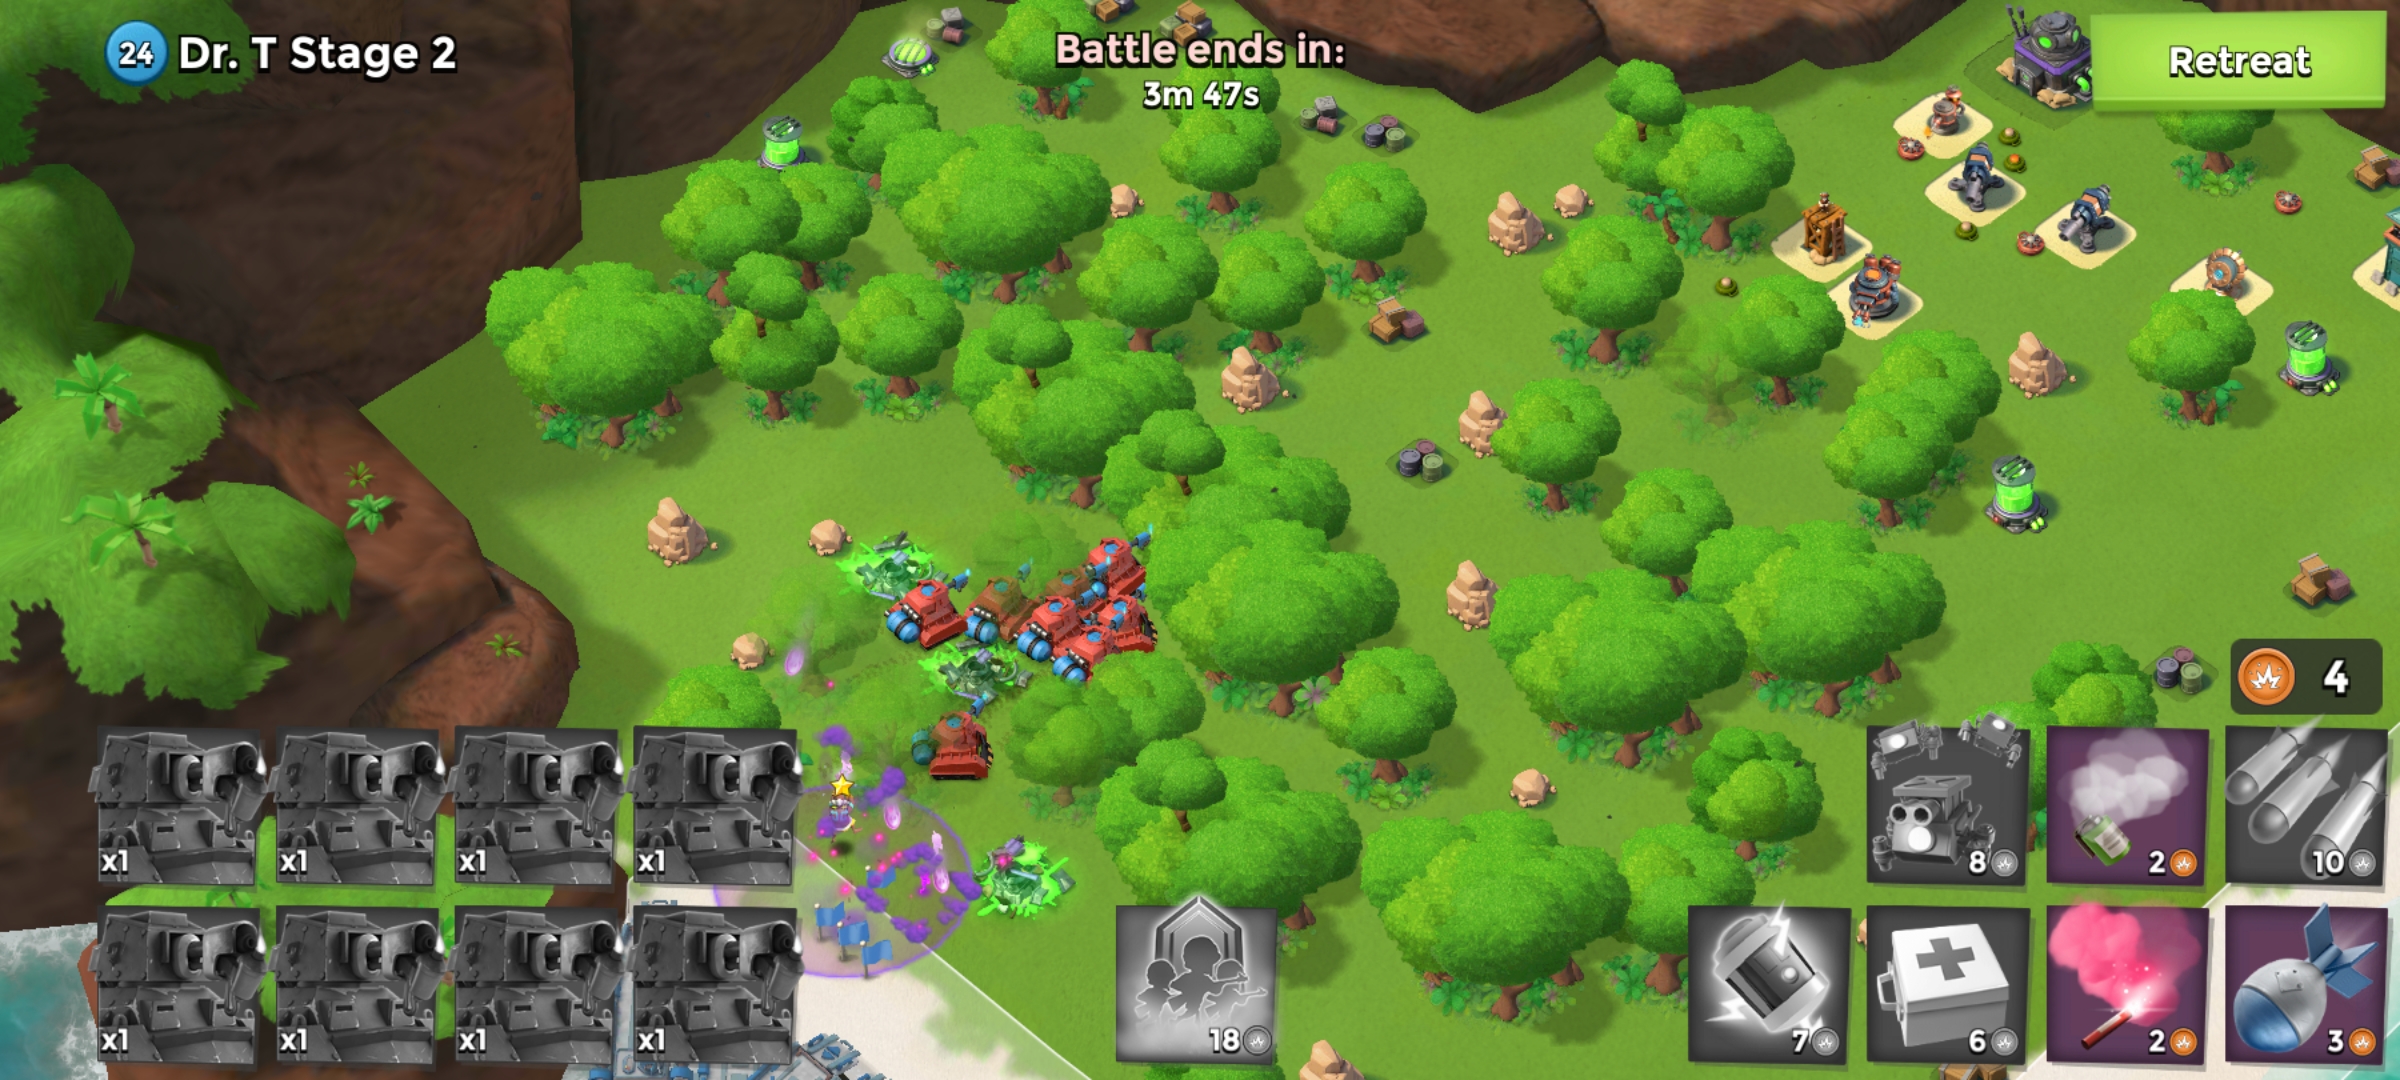 24 Dr. T Stage 2
Battle ends in:
3m 47s
Retreat
4
x1 x1 x1 x1
8 2 10
x1 x1 x1 x1
18 7 6 2 3